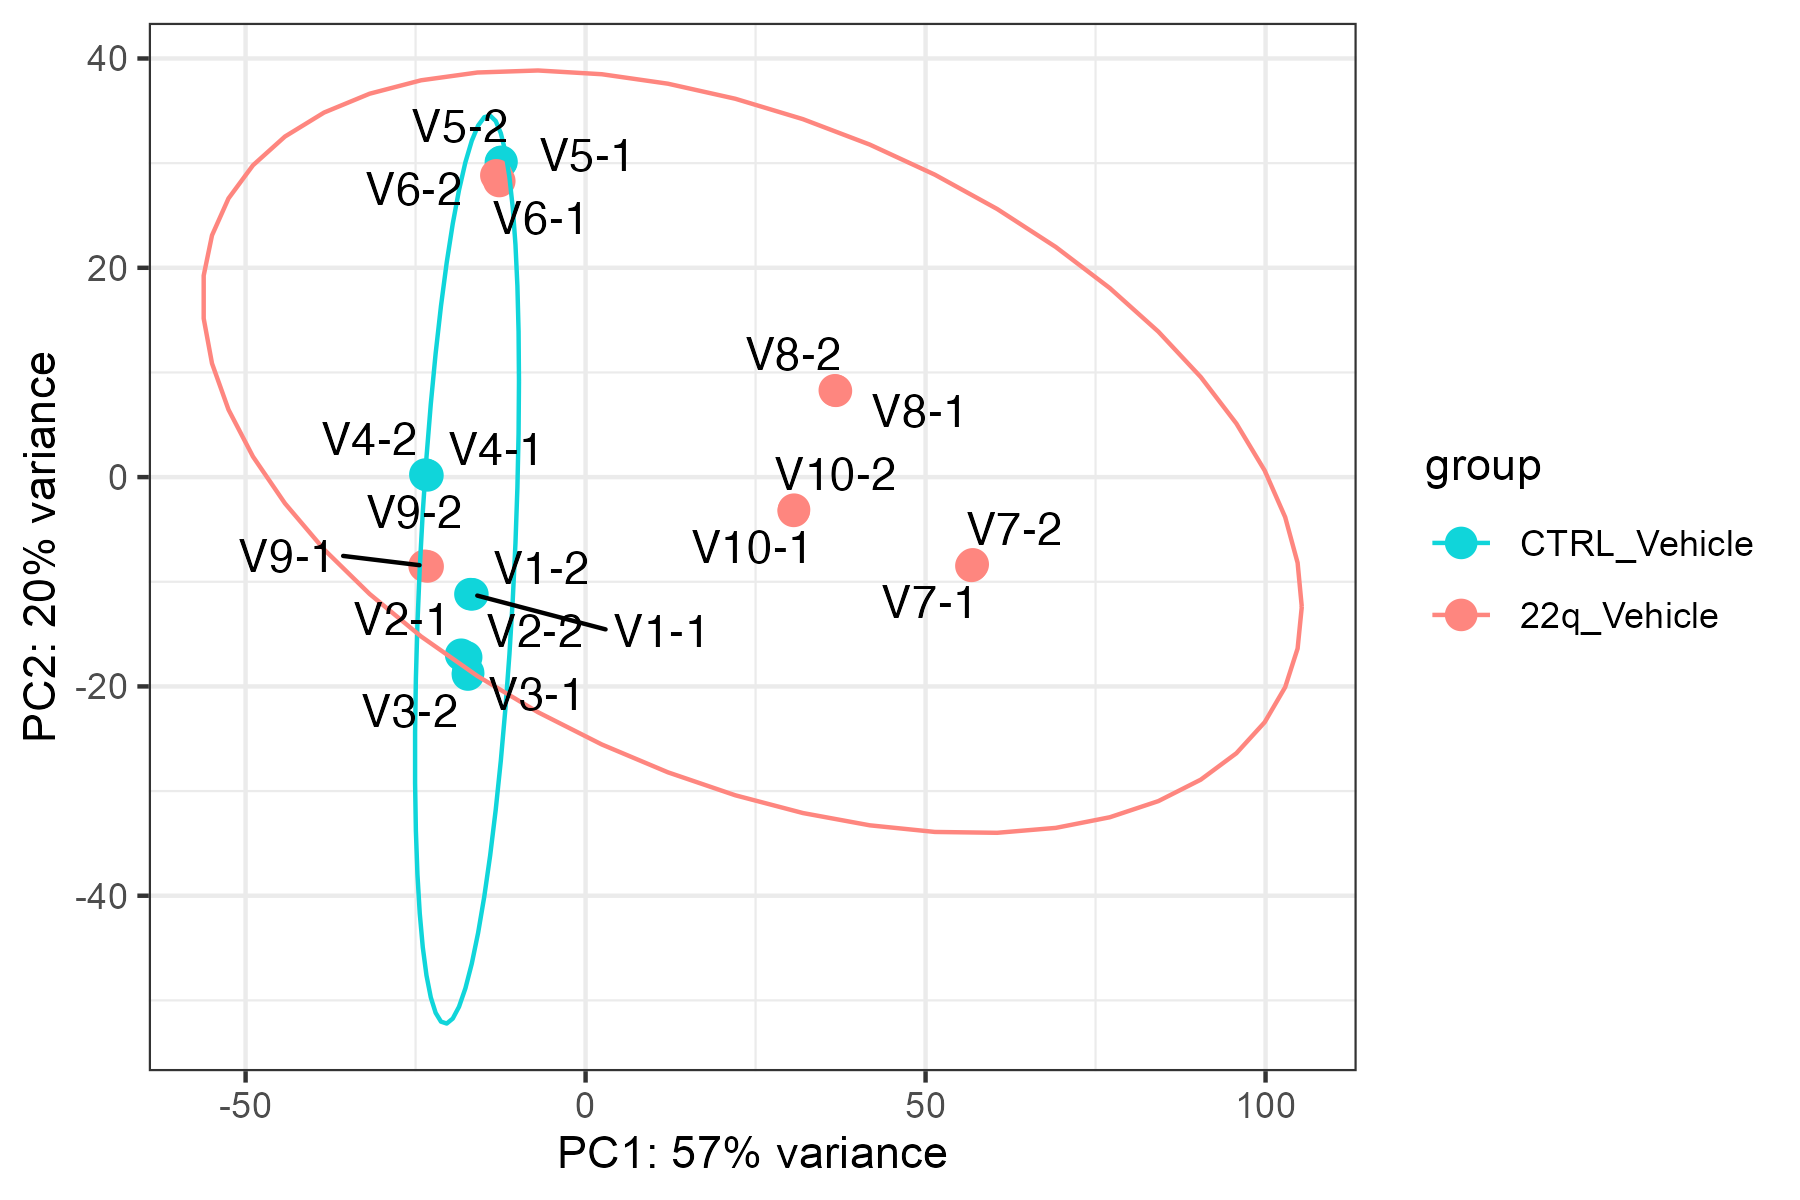 40
20
0
-20
-40
PC2: 20% variance
V5-2
V5-1
V6-2
V6-1
V8-2
V8-1
V4-2
V4-1
V10-2
V9-2
V7-2
V10-1
V9-1
V1-2
V7-1
V2-1
V2-2
V1-1
V3-1
V3-2
-50
0
50
100
PC1: 57% variance
group
CTRL_Vehicle
22q_Vehicle